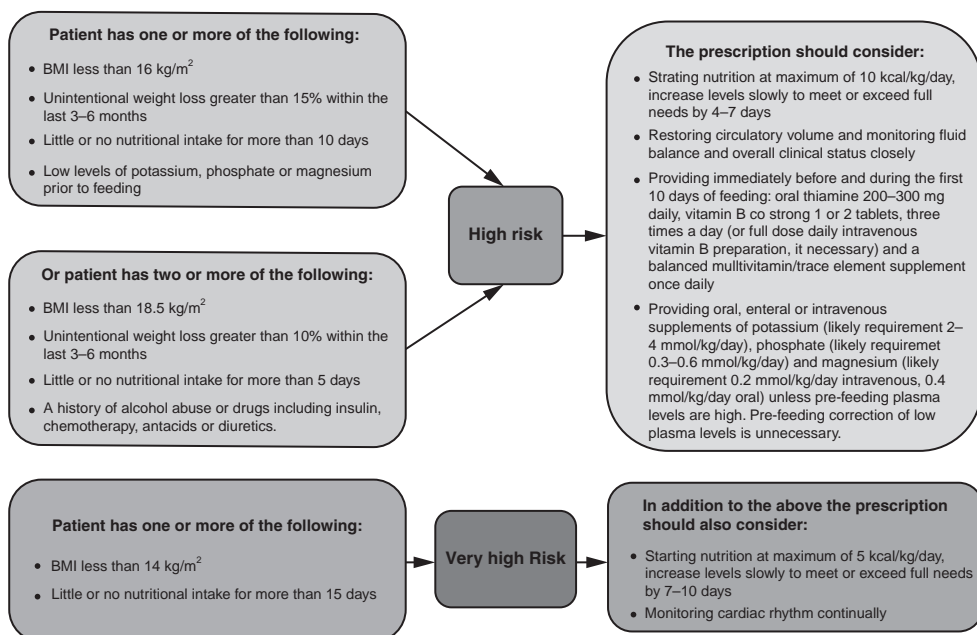 Patient has one or more of the following:
• BMI less than 16 kg/m²
• Unintentional weight loss greater than 15% within the
last 3–6 months
• Little or no nutritional intake for more than 10 days
• Low levels of potassium, phosphate or magnesium
prior to feeding
Or patient has two or more of the following:
• BMI less than 18.5 kg/m²
• Unintentional weight loss greater than 10% within the
last 3–6 months
• Little or no nutritional intake for more than 5 days
• A history of alcohol abuse or drugs including insulin,
chemotherapy, antacids or diuretics.
High risk
The prescription should consider:
• Strating nutrition at maximum of 10 kcal/kg/day,
increase levels slowly to meet or exceed full
needs by 4–7 days
• Restoring circulatory volume and monitoring fluid
balance and overall clinical status closely
• Providing immediately before and during the first
10 days of feeding: oral thiamine 200–300 mg
daily, vitamin B co strong 1 or 2 tablets, three
times a day (or full dose daily intravenous
vitamin B preparation, it necessary) and a
balanced mulltivitamin/trace element supplement
once daily
• Providing oral, enteral or intravenous
supplements of potassium (likely requirement 2–
4 mmol/kg/day), phosphate (likely requiremet
0.3–0.6 mmol/kg/day) and magnesium (likely
requirement 0.2 mmol/kg/day intravenous, 0.4
mmol/kg/day oral) unless pre-feeding plasma
levels are high. Pre-feeding correction of low
plasma levels is unnecessary.
Patient has one or more of the following:
• BMI less than 14 kg/m²
• Little or no nutritional intake for more than 15 days
Very high Risk
In addition to the above the prescription
should also consider:
• Starting nutrition at maximum of 5 kcal/kg/day,
increase levels slowly to meet or exceed full needs
by 7–10 days
• Monitoring cardiac rhythm continually